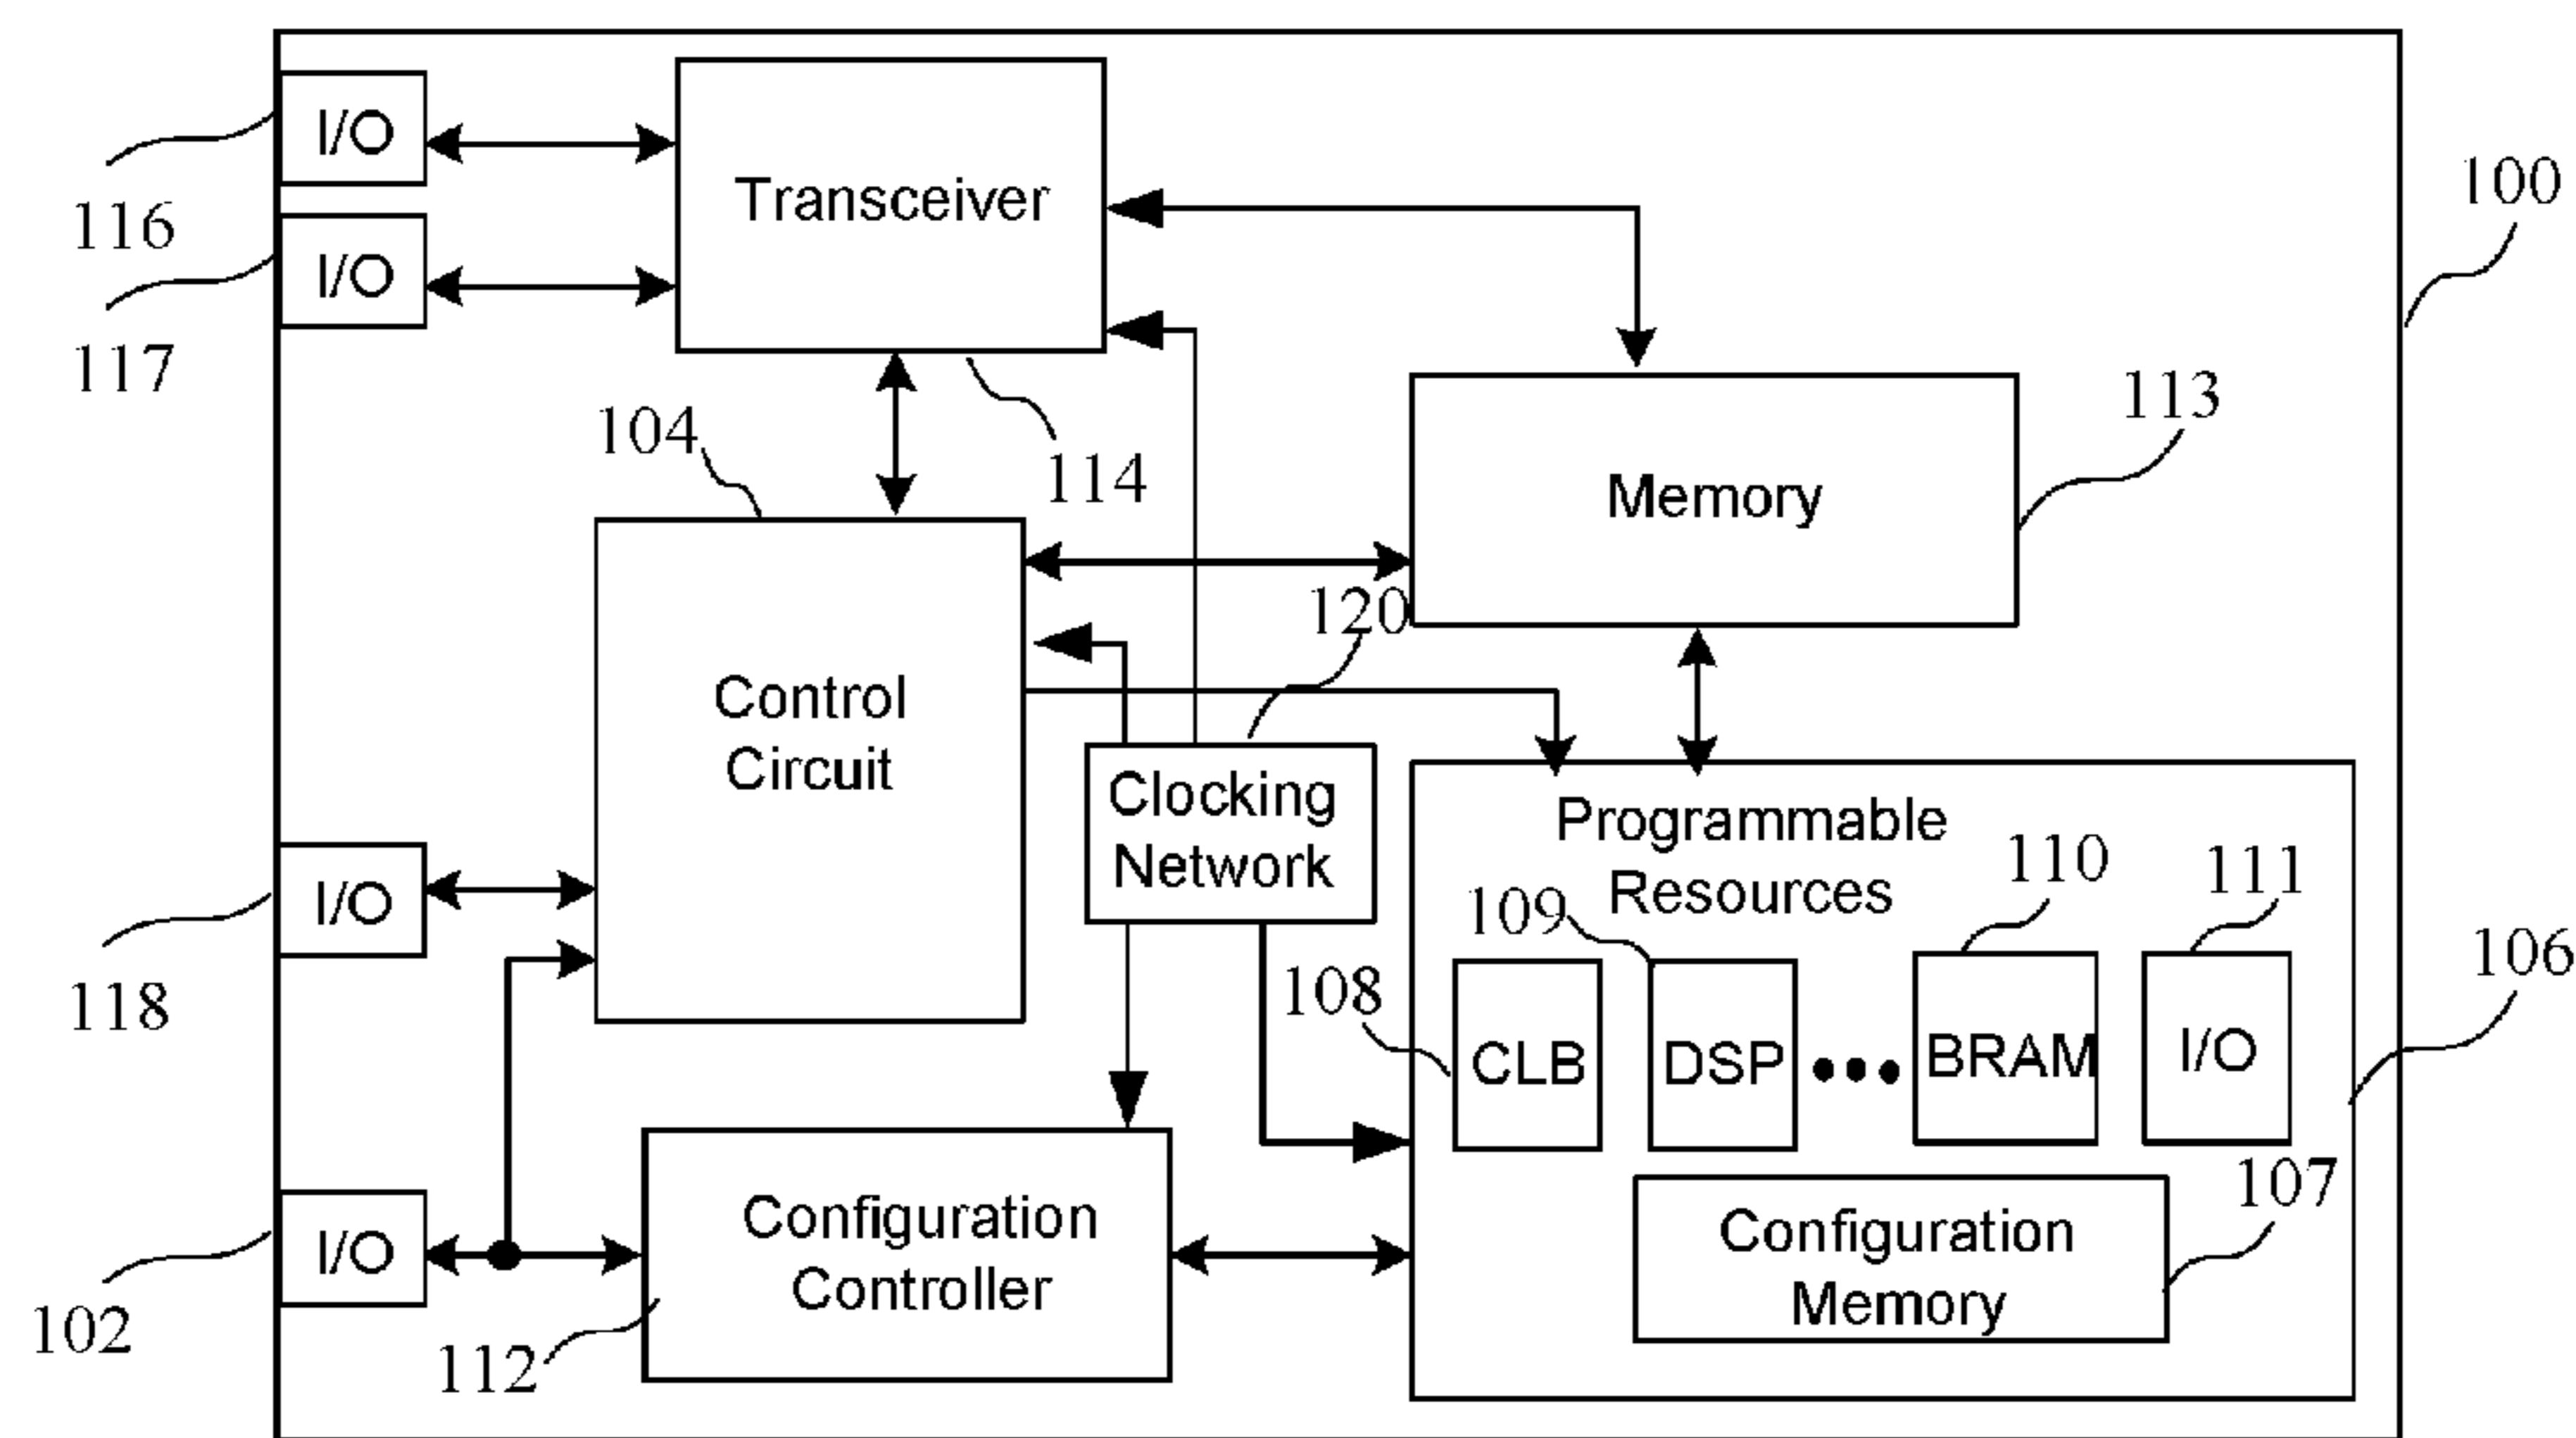 I/O
116
I/O
117
Transceiver
114
100
104
Memory
113
120
Control
Circuit
Clocking
Network
I/O
118
Programmable
Resources
108
109
110
111
106
CLB
DSP
BRAM
I/O
Configuration
Memory
107
I/O
102
Configuration
Controller
112